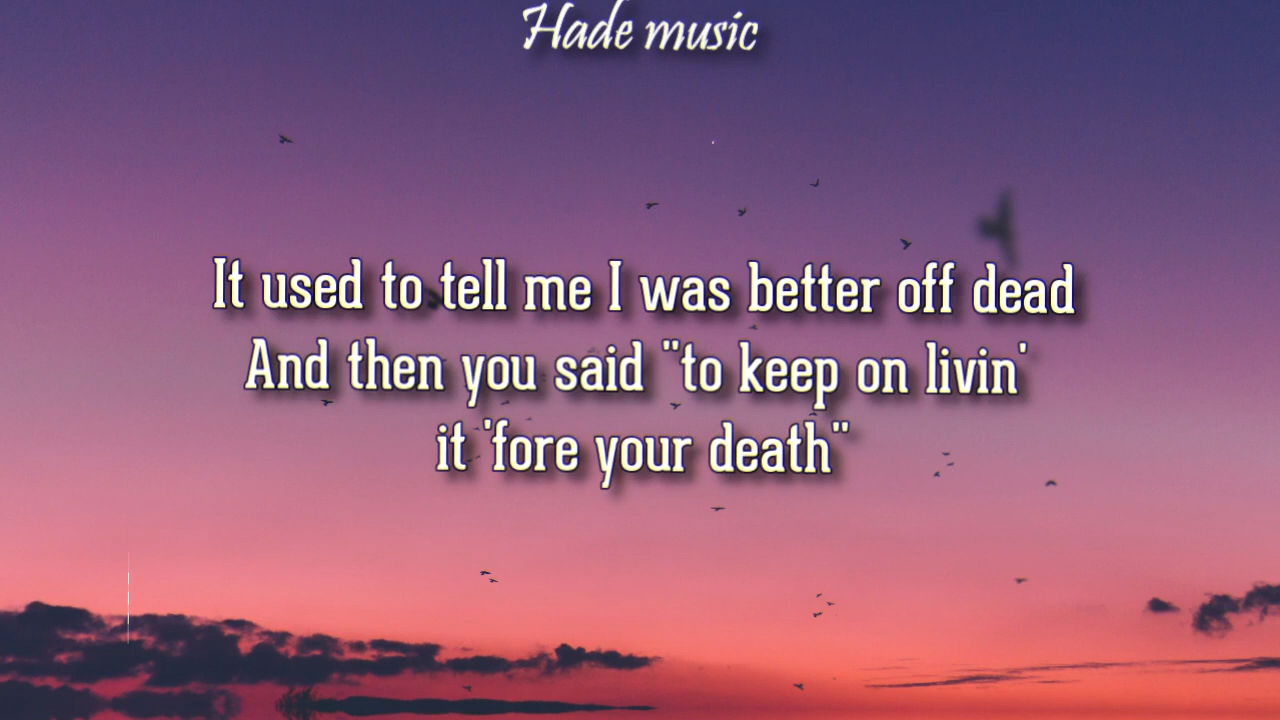 Hade music
It used to tell me I was better off dead
And then you said "to keep on livin'
it 'fore your death"